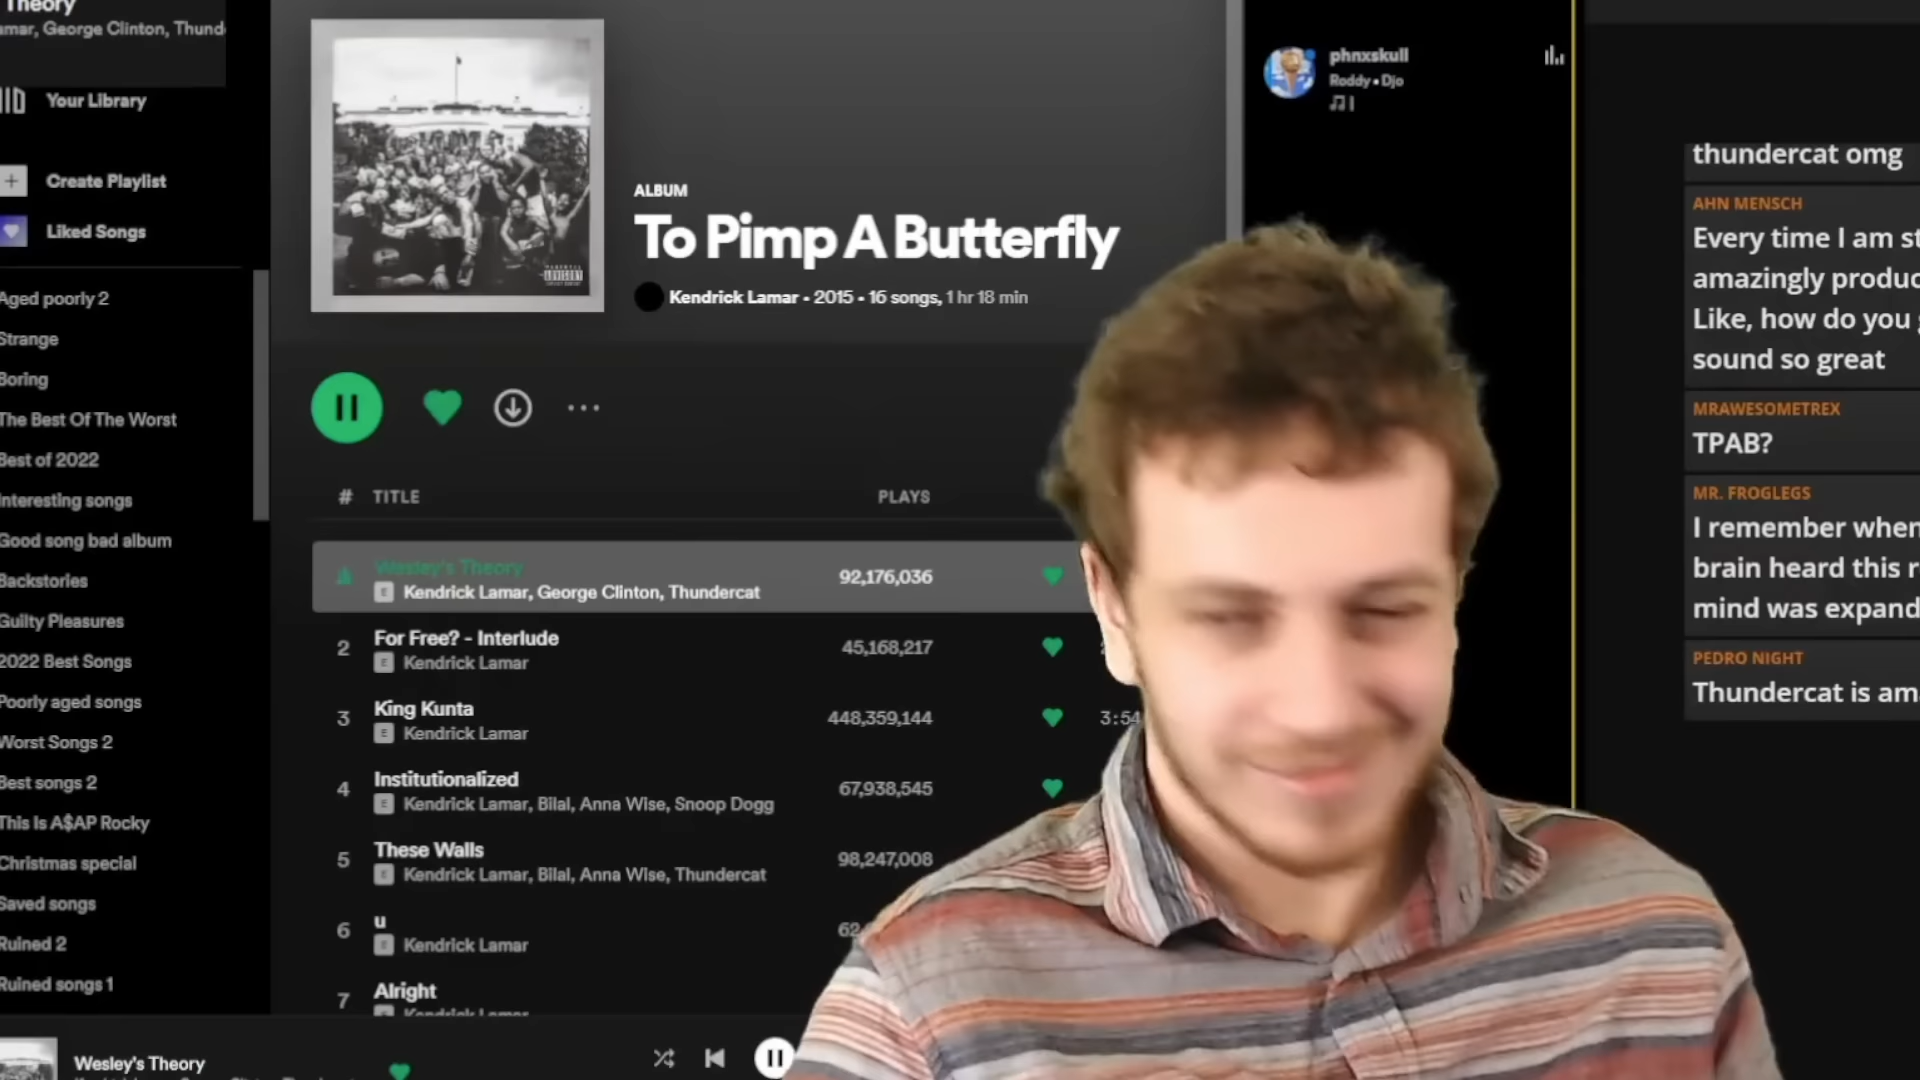 Theory
amar, George Clinton, Thund
Your Library
Create Playlist
Liked Songs
Aged poorly 2
Strange
Boring
The Best Of The Worst
Best of 2022
Interesting songs
Good song bad album
Backstories
Guilty Pleasures
2022 Best Songs
Poorly aged songs
Worst Songs 2
Best songs 2
This Is A$AP Rocky
Christmas special
Saved songs
Ruined 2
Ruined songs 1
ADVISORY
ALBUM
To Pimp A Butterfly
Kendrick Lamar • 2015 • 16 songs, 1 hr 18 min
# TITLE PLAYS
Wesley's Theory 92,176,036
E Kendrick Lamar, George Clinton, Thundercat
2 For Free? - Interlude 45,168,217
E Kendrick Lamar
3 King Kunta 448,359,144 3:54
E Kendrick Lamar
4 Institutionalized 67,938,545
E Kendrick Lamar, Bilal, Anna Wise, Snoop Dogg
5 These Walls 98,247,008
E Kendrick Lamar, Bilal, Anna Wise, Thundercat
6 u 62
E Kendrick Lamar
7 Alright
Kendrick Lamar
Wesley's Theory
phnxskull
Roddy • Djo
thundercat omg
AHN MENSCH
Every time I am st
amazingly produc
Like, how do you
sound so great
MRAWESOMETREX
TPAB?
MR. FROGLEGS
I remember when
brain heard this r
mind was expand
PEDRO NIGHT
Thundercat is am